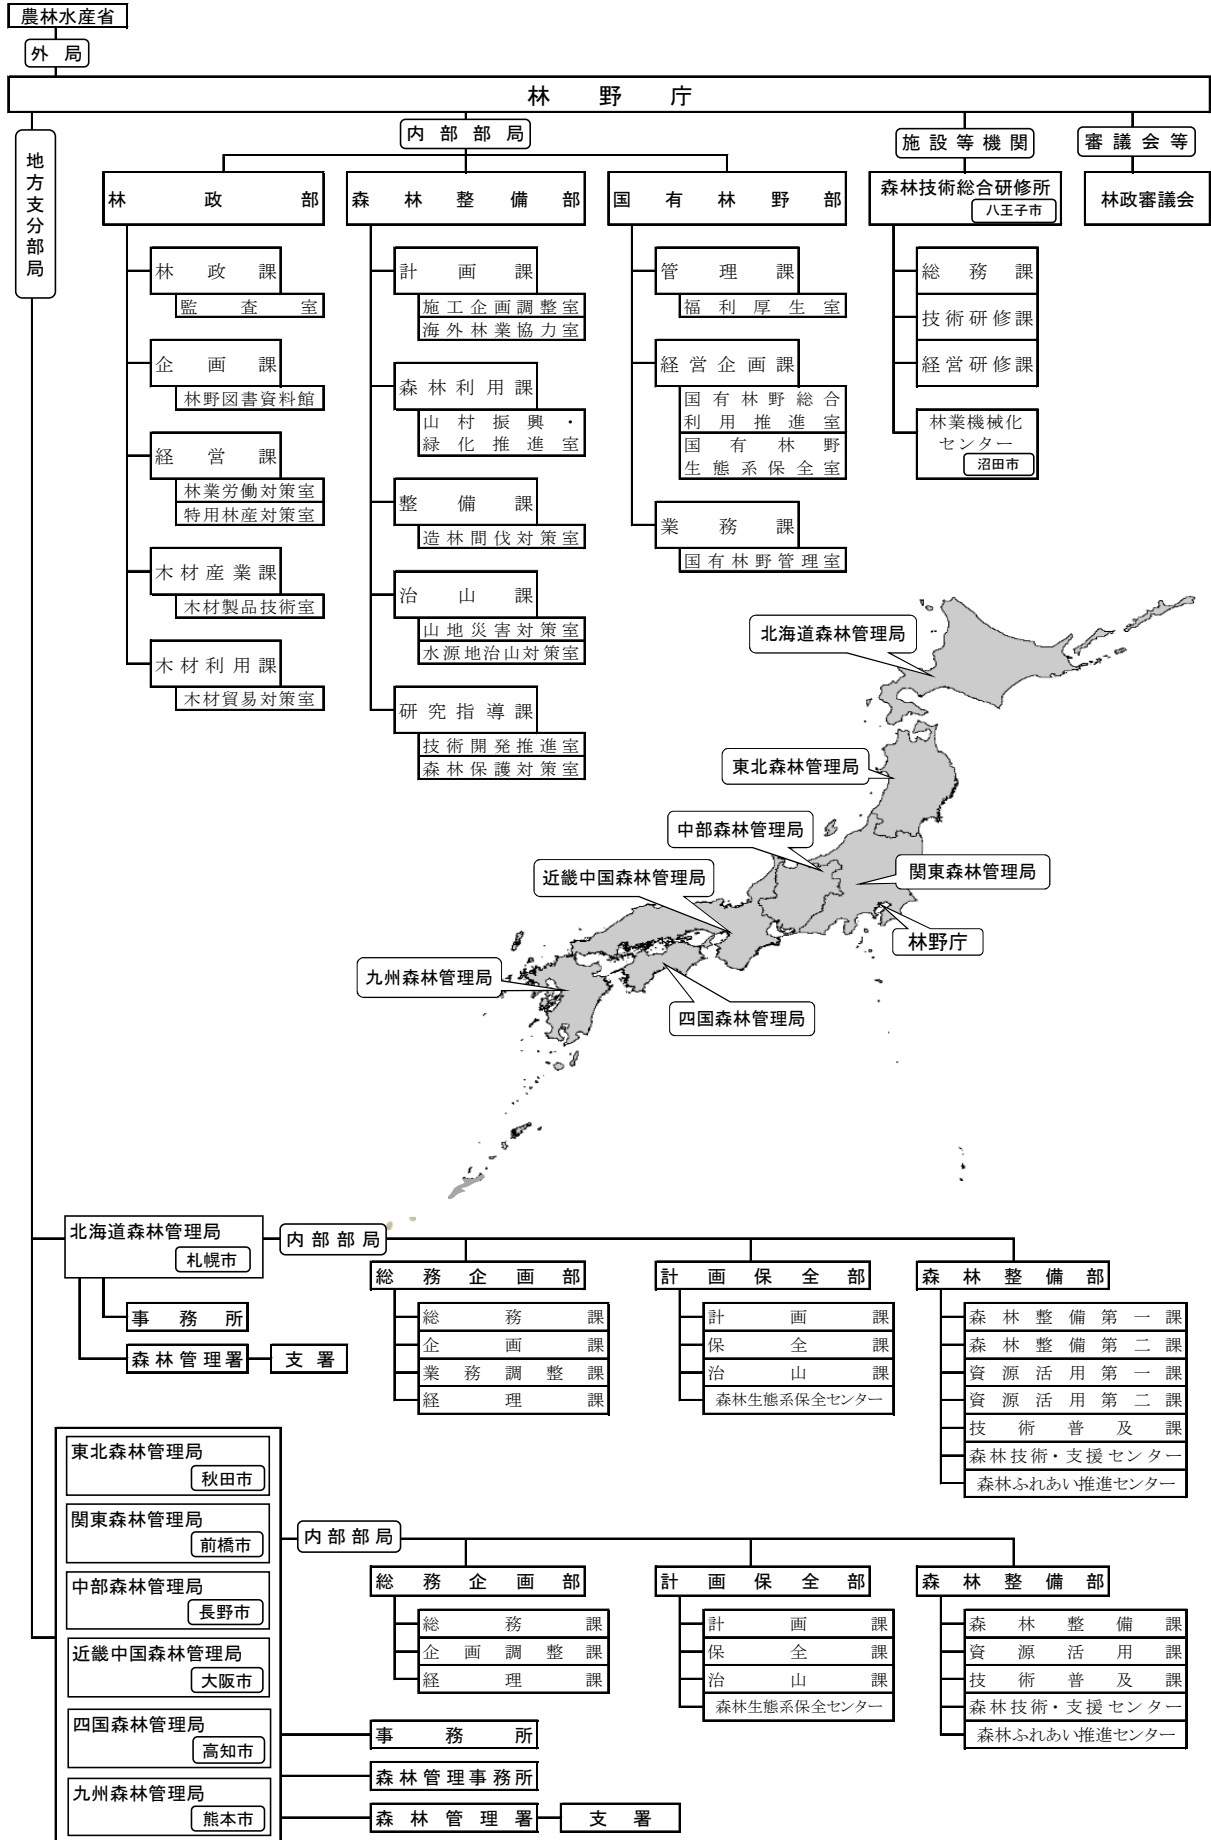 農林水産省
外局
林野庁
地方支分部局
内部部局
施設等機関
審議会等
林政部
林政課
監査室
企画課
林野図書資料館
経営課
林業労働対策室
特用林産対策室
木材産業課
木材製品技術室
木材利用課
木材貿易対策室
森林整備部
計画課
施工企画調整室
海外林業協力室
森林利用課
山村振興・
緑化推進室
整備課
造林間伐対策室
治山課
山地災害対策室
水源地治山対策室
研究指導課
技術開発推進室
森林保護対策室
国有林野部
管理課
福利厚生室
経営企画課
国有林野総合
利用推進室
国有林野
生態系保全室
業務課
国有林野管理室
森林技術総合研修所
八王子市
総務課
技術研修課
経営研修課
林業機械化
センター
沼田市
林政審議会
北海道森林管理局
東北森林管理局
中部森林管理局
関東森林管理局
近畿中国森林管理局
林野庁
九州森林管理局
四国森林管理局
北海道森林管理局
札幌市
事務所
森林管理署
支署
内部部局
総務企画部
総務課
企画課
業務調整課
経理課
計画保全部
計画課
保全課
治山課
森林生態系保全センター
森林整備部
森林整備第一課
森林整備第二課
資源活用第一課
資源活用第二課
技術普及課
森林技術・支援センター
森林ふれあい推進センター
東北森林管理局
秋田市
関東森林管理局
前橋市
中部森林管理局
長野市
近畿中国森林管理局
大阪市
四国森林管理局
高知市
九州森林管理局
熊本市
内部部局
総務企画部
総務課
企画調整課
経理課
計画保全部
計画課
保全課
治山課
森林生態系保全センター
森林整備部
森林整備課
資源活用課
技術普及課
森林技術・支援センター
森林ふれあい推進センター
事務所
森林管理事務所
森林管理署
支署